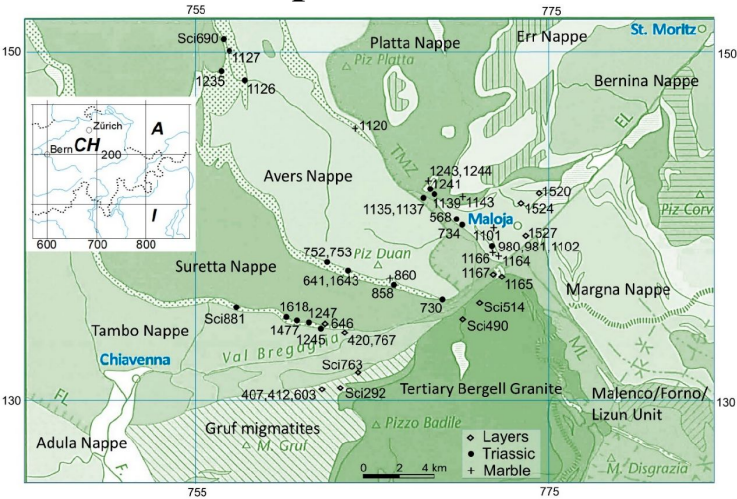 755
775
150
150
Sci690
1127
1235
1126
Platta Nappe
Piz Platta
Err Nappe
St. Moritz
Bernina Nappe
EL
Zürich
Bern
CH
A
200
I
600 700 800
1120
TMZ
Avers Nappe
1243,1244
1241
1139
1143
1135,1137
568
734
Maloja
1520
1524
1101
1527
980,981,1102
1166
1164
1167
1165
Piz Corv
752,753
Piz Duan
641,1643
860
858
730
Suretta Nappe
Margna Nappe
Sci881
1618
1247
646
1477
1245
420,767
Sci514
Sci490
Tambo Nappe
Val Bregaglia
Chiavenna
Sci763
ML
130
130
FL
407,412,603
Sci292
Tertiary Bergell Granite
Malenco/Forno/
Lizun Unit
Gruf migmatites
M. Gruf
Pizzo Badile
Adula Nappe
F.
Layers
Triassic
Marble
0 2 4 km
M. Disgrazia
755
775